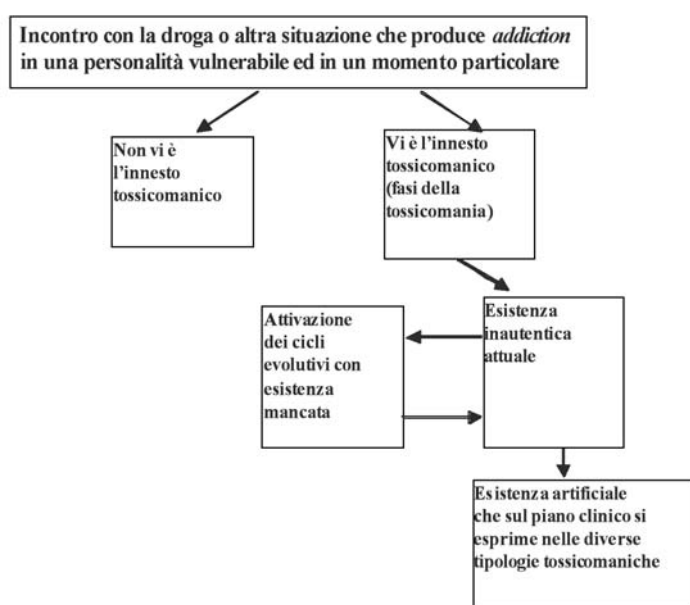 Incontro con la droga o altra situazione che produce addiction
in una personalità vulnerabile ed in un momento particolare
Non vi è
l'innesto
tossicomanico
Vi è l'innesto
tossicomanico
(fasi della
tossicomania)
Attivazione
dei cicli
evolutivi con
esistenza
mancata
Esistenza
inautentica
attuale
Esistenza artificiale
che sul piano clinico si
esprime nelle diverse
tipologie tossicomaniche